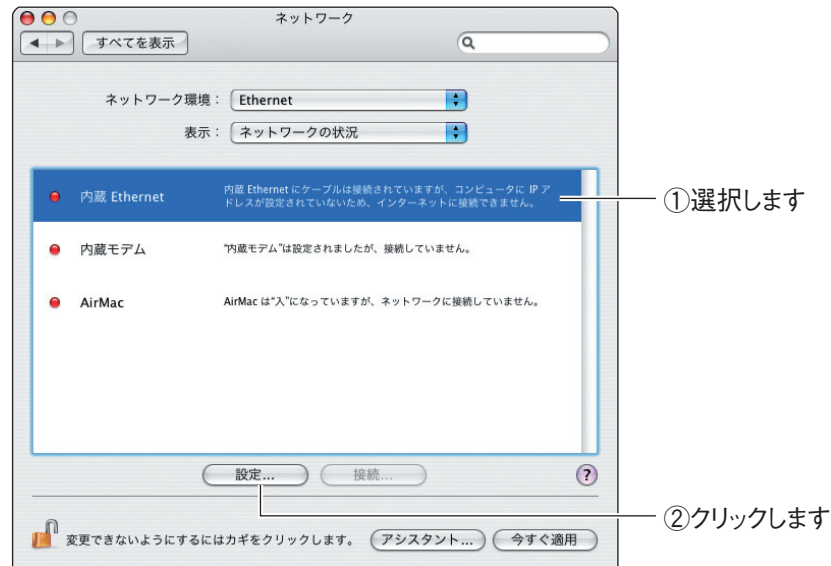 ネットワーク
すべてを表示
ネットワーク環境： Ethernet
表示： ネットワークの状況
内蔵 Ethernet
内蔵 Ethernet にケーブルは接続されていますが、コンピュータに IP ア
ドレスが設定されていないため、インターネットに接続できません。
①選択します
内蔵モデム
“内蔵モデム”は設定されましたが、接続していません。
AirMac
AirMac は“入”になっていますが、ネットワークに接続していません。
設定... 接続... ?
②クリックします
変更できないようにするにはカギをクリックします。 アシスタント... 今すぐ適用